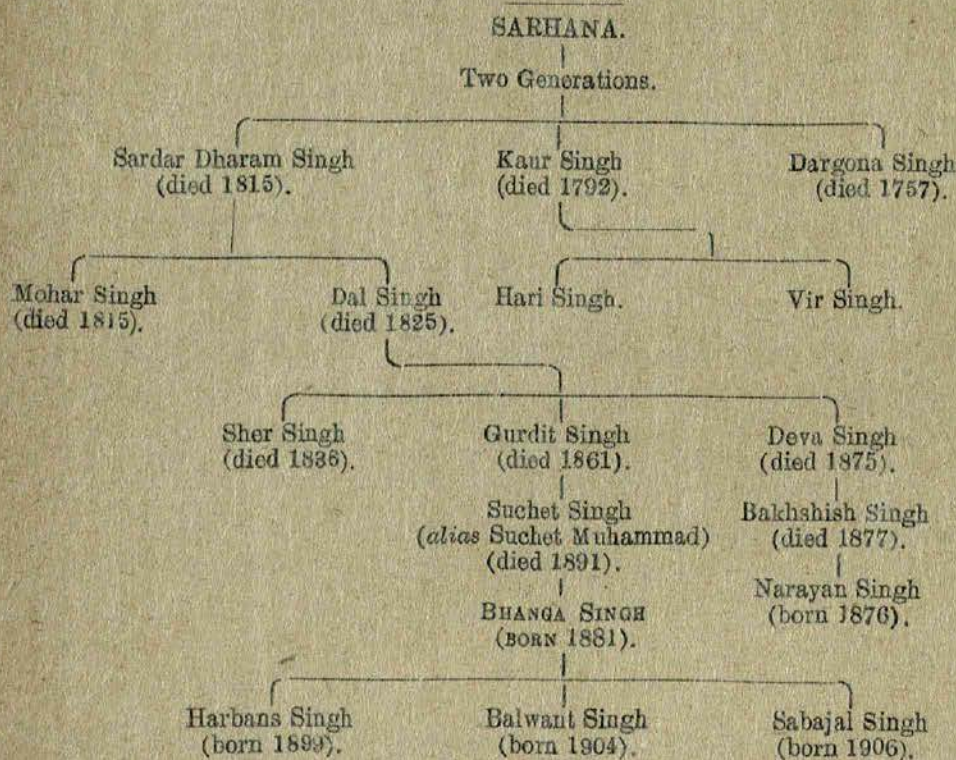 SARHANA.
Two Generations.
Sardar Dharam Singh
(died 1815).
Kaur Singh
(died 1792).
Dargona Singh
(died 1757).
Mohar Singh
(died 1815).
Dal Singh
(died 1825).
Hari Singh.
Vir Singh.
Sher Singh
(died 1836).
Gurdit Singh
(died 1861).
Deva Singh
(died 1875).
Suchet Singh
(alias Suchet Muhammad)
(died 1891).
Bakhshish Singh
(died 1877).
BHANGA SINGH
(BORN 1881).
Narayan Singh
(born 1876).
Harbans Singh
(born 1899).
Balwant Singh
(born 1904).
Sabajal Singh
(born 1906).